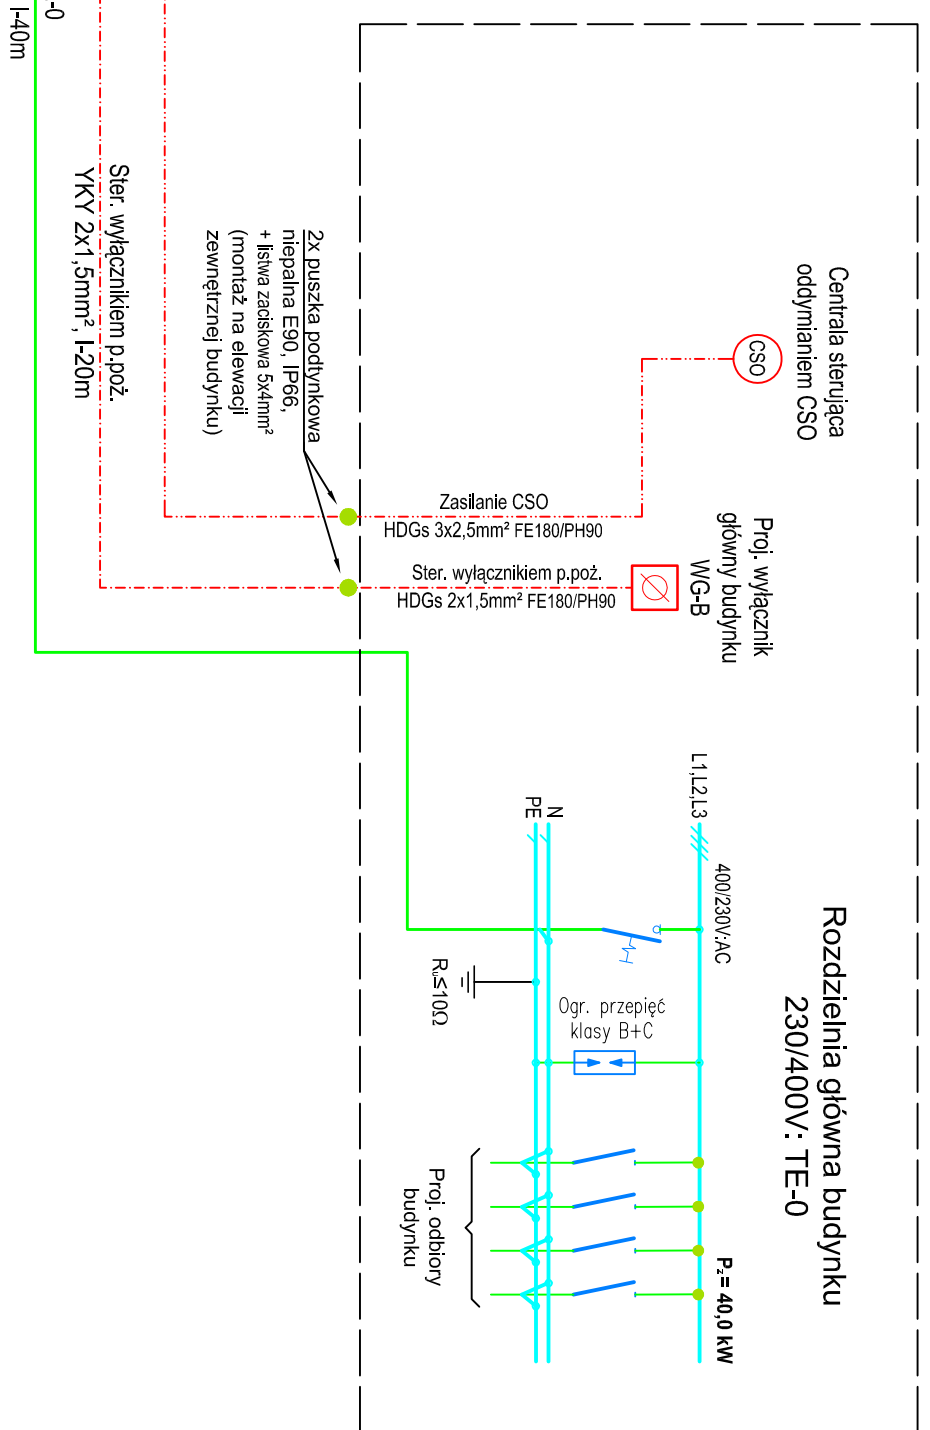 -0
l-40m
Ster. wyłącznikiem p.poż.
YKY 2x1,5mm², l-20m
2x puszka podtynkowa
niepalna E90, IP66,
+ listwa zaciskowa 5x4mm²
(montaż na elewacji
zewnętrznej budynku)
Centrala sterująca
oddymianiem CSO
CSO
Zasilanie CSO
HDGs 3x2,5mm² FE180/PH90
Ster. wyłącznikiem p.poż.
HDGs 2x1,5mm² FE180/PH90
Proj. wyłącznik
główny budynku
WG-B
Rozdzielnia główna budynku
230/400V: TE-0
L1,L2,L3
400/230V:AC
N
PE
Ru≤10Ω
Ogr. przepięć
klasy B+C
Proj. odbiory
budynku
Pz= 40,0 kW